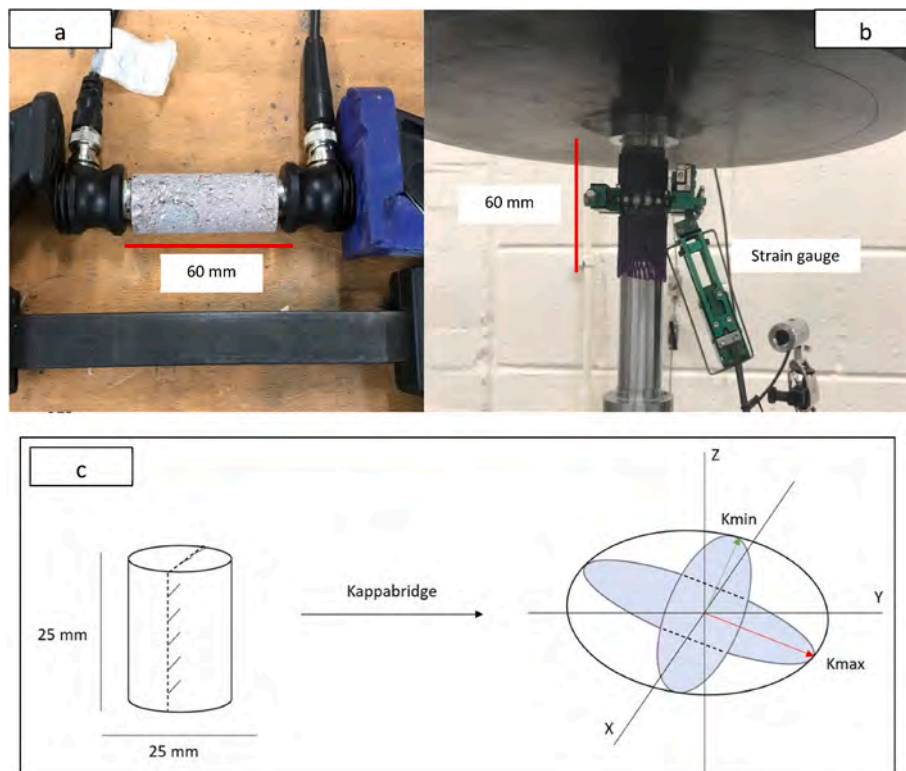 a
b
60 mm
60 mm
Strain gauge
c
Z
Kmin
Kappabridge
25 mm
Y
Kmax
X
25 mm